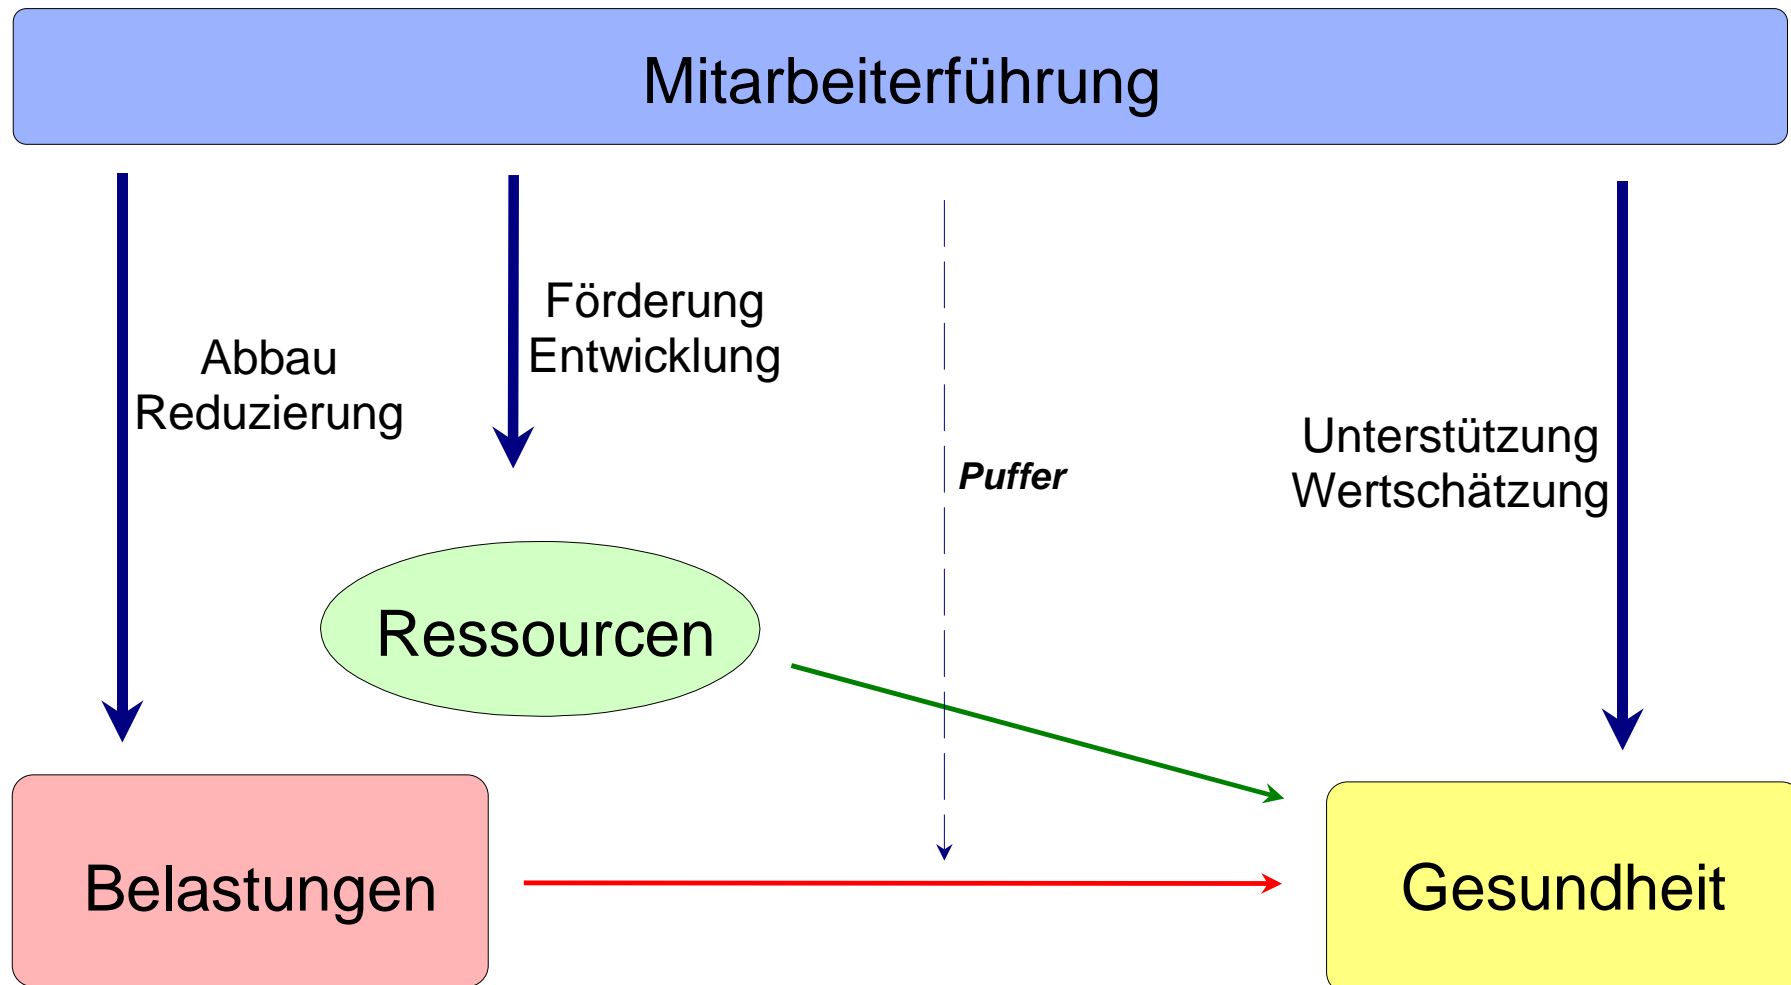 Mitarbeiterführung
Förderung
Entwicklung
Abbau
Reduzierung
Puffer
Unterstützung
Wertschätzung
Ressourcen
Belastungen
Gesundheit